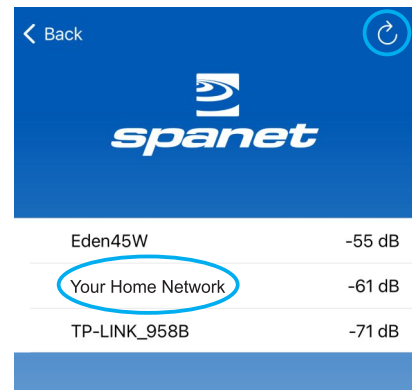 Back
spanet
Eden45W -55 dB
Your Home Network -61 dB
TP-LINK_958B -71 dB